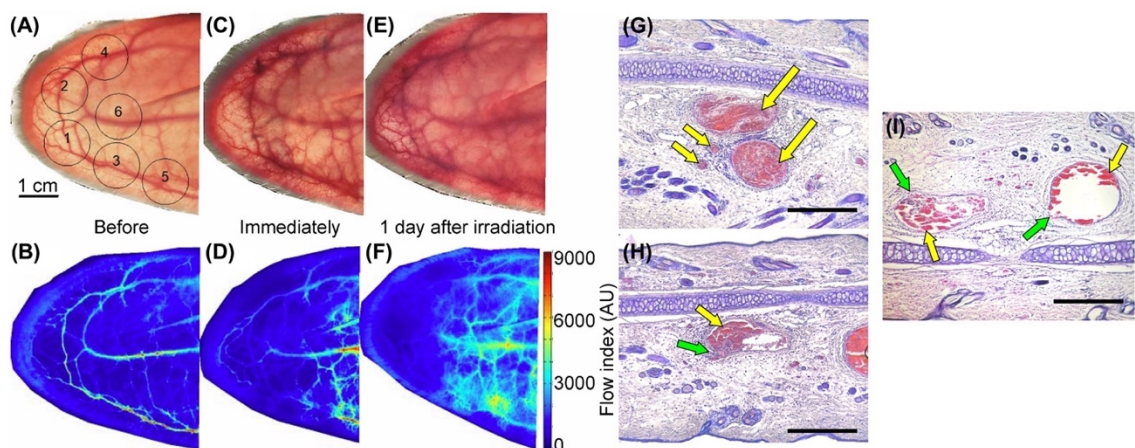 (A)
(C)
(E)
4
2
6
1
3
5
1 cm
Before
Immediately
1 day after irradiation
(B)
(D)
(F)
9000
6000
3000
0
Flow index (AU)
(G)
(H)
(I)